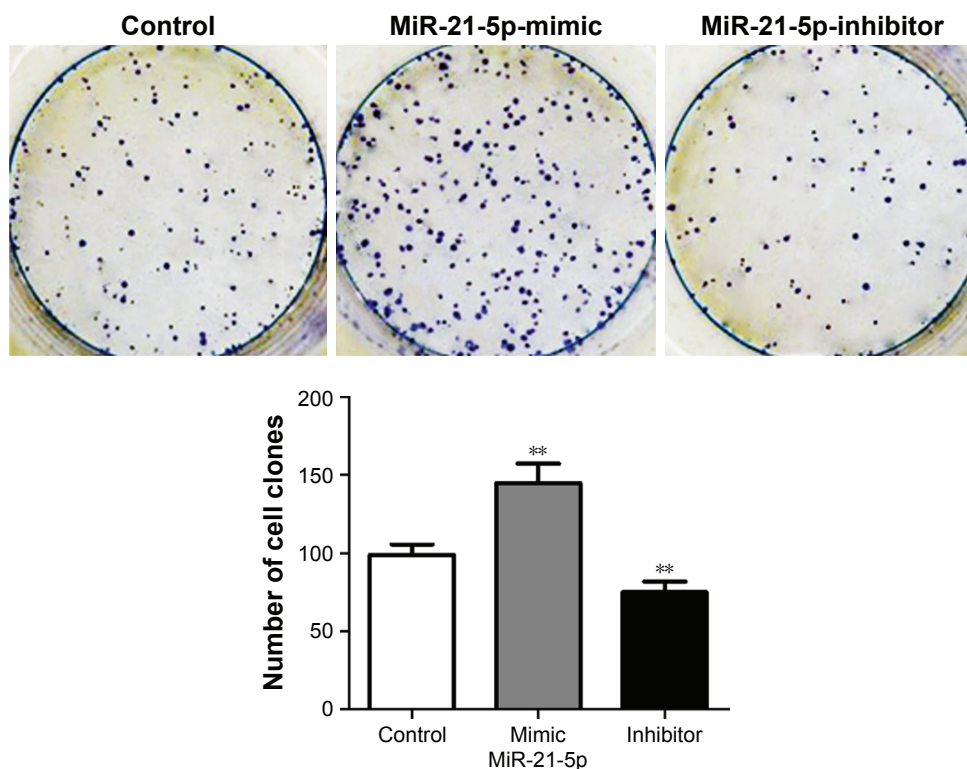 Control MiR-21-5p-mimic MiR-21-5p-inhibitor
Number of cell clones
200
150
100
50
0
**
**
Control Mimic Inhibitor
MiR-21-5p